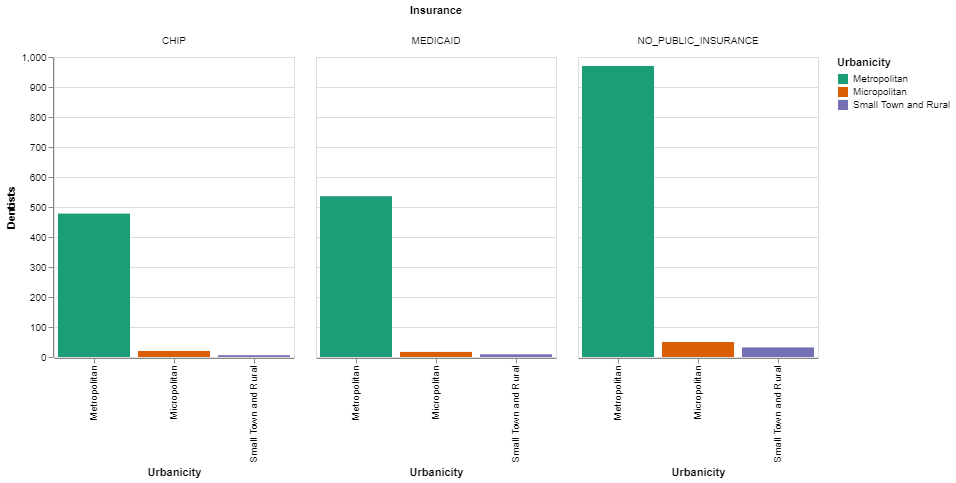 Insurance
CHIP
MEDICAID
NO_PUBLIC_INSURANCE
Dentists
1,000
900
800
700
600
500
400
300
200
100
0
Metropolitan
Micropolitan
Small Town and Rural
Urbanicity
Metropolitan
Micropolitan
Small Town and Rural
Urbanicity
Metropolitan
Micropolitan
Small Town and Rural
Urbanicity
Urbanicity
Metropolitan
Micropolitan
Small Town and Rural